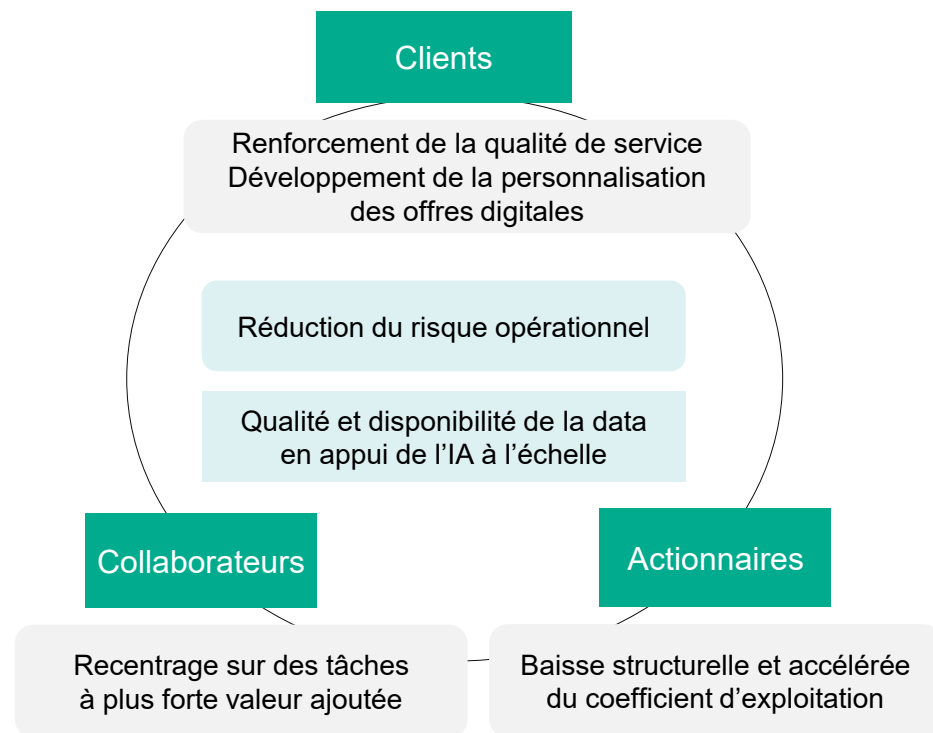 Clients
Renforcement de la qualité de service
Développement de la personnalisation
des offres digitales
Réduction du risque opérationnel
Qualité et disponibilité de la data
en appui de l’IA à l’échelle
Collaborateurs
Recentrage sur des tâches
à plus forte valeur ajoutée
Actionnaires
Baisse structurelle et accélérée
du coefficient d’exploitation